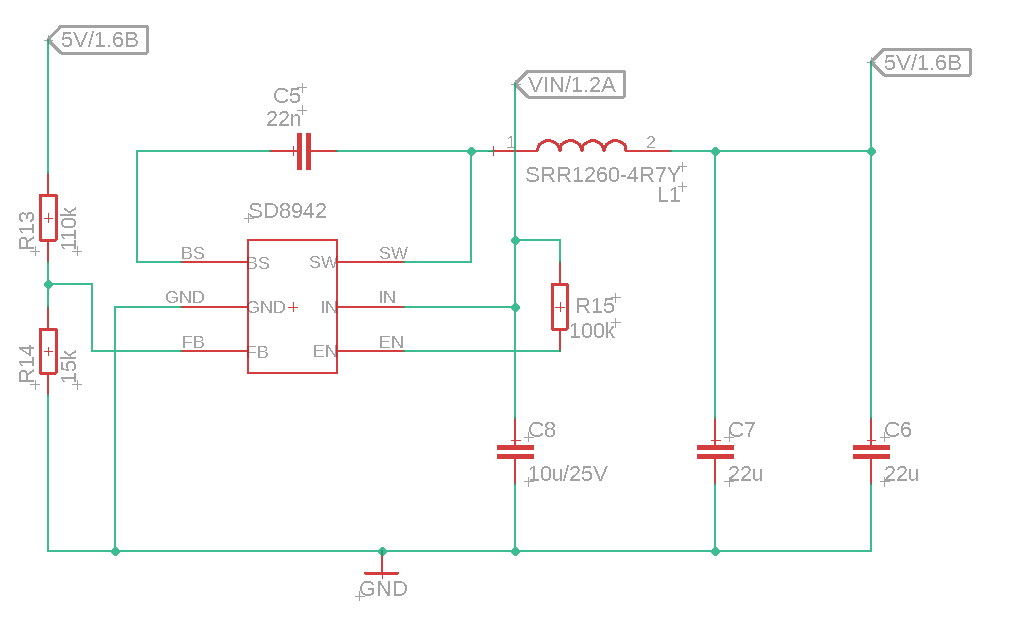 5V/1.6B
VIN/1.2A
5V/1.6B
C5
22n
1
2
SRR1260-4R7Y
L1
SD8942
R13
110k
BS
BS
SW
SW
GND
GND
IN
IN
FB
FB
EN
EN
R15
100k
R14
15k
C8
10u/25V
C7
22u
C6
22u
GND